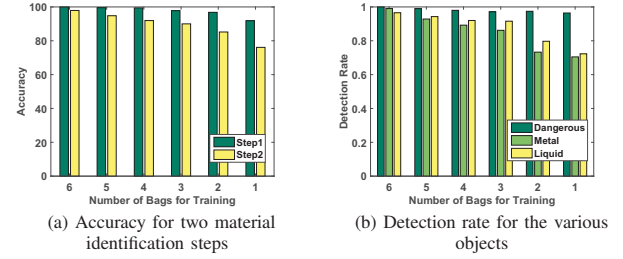 100
80
60
40
20
0
Accuracy
Step1
Step2
6 5 4 3 2 1
Number of Bags for Training
(a) Accuracy for two material
identification steps
1
0.8
0.6
0.4
0.2
0
Detection Rate
Dangerous
Metal
Liquid
6 5 4 3 2 1
Number of Bags for Training
(b) Detection rate for the various
objects